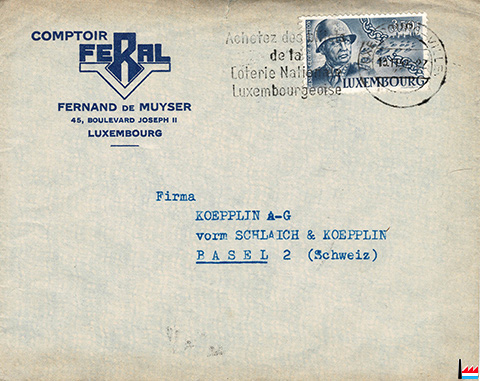 COMPTOIR
FERAL
FERNAND DE MUYSER
45, BOULEVARD JOSEPH II
LUXEMBOURG
Achetez des
de la
Loterie Nationale
Luxembourgeoise
LUXEMBOURG
Firma
KOEPPLIN A-G
vorm SCHLAICH & KOEPPLIN
BASEL 2 (Schweiz)